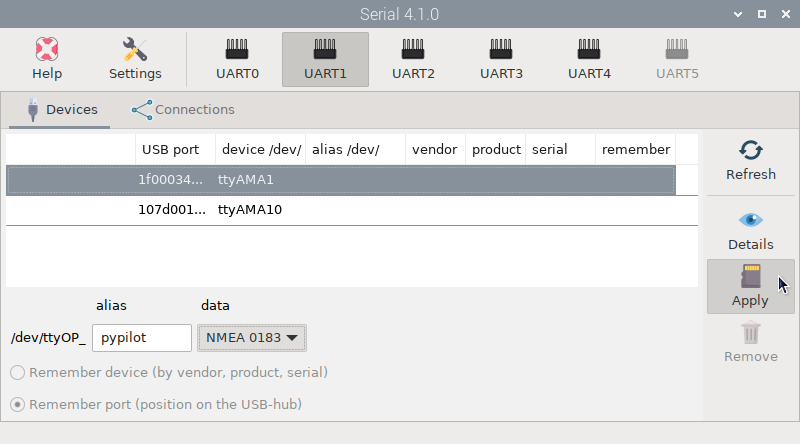 Serial 4.1.0
Help Settings UART0 UART1 UART2 UART3 UART4 UART5
Devices Connections
USB port device /dev/ alias /dev/ vendor product serial remember
1f00034... ttyAMA1
107d001... ttyAMA10
Refresh
Details
Apply
Remove
alias data
/dev/ttyOP_ pypilot NMEA 0183
Remember device (by vendor, product, serial)
Remember port (position on the USB-hub)